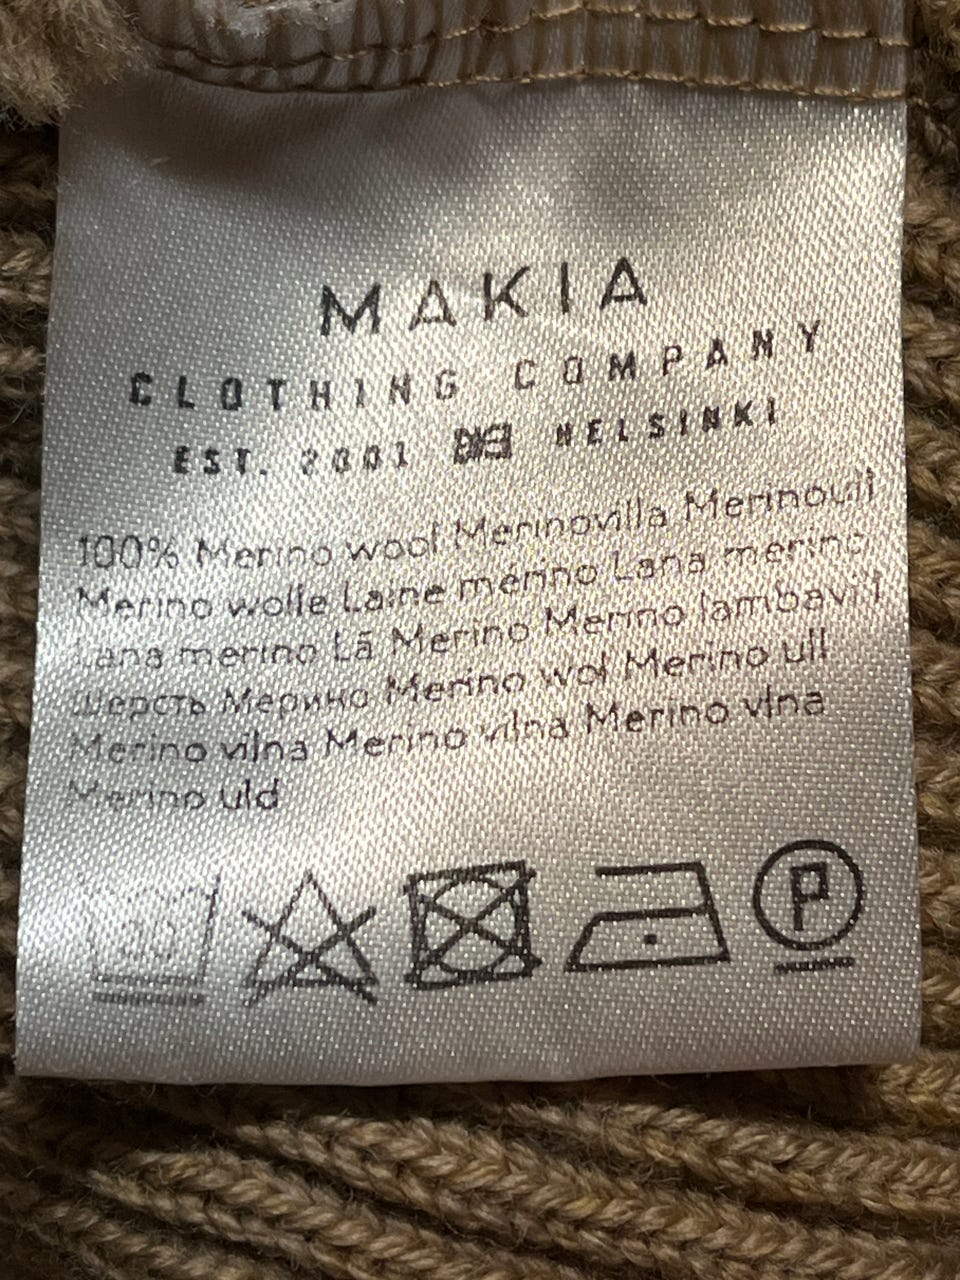 MAKIA
CLOTHING COMPANY
EST. 2001 HELSINKI
100% Merino wool Merinovilla Merinoull
Merino wolle Laine mérino Lana merino
Lana merino Lã Merino Merino lambavill
Шерсть Мерино Merino wol Merino ull
Merino vilna Merino vilna Merino vlna
Merino uld
30
P